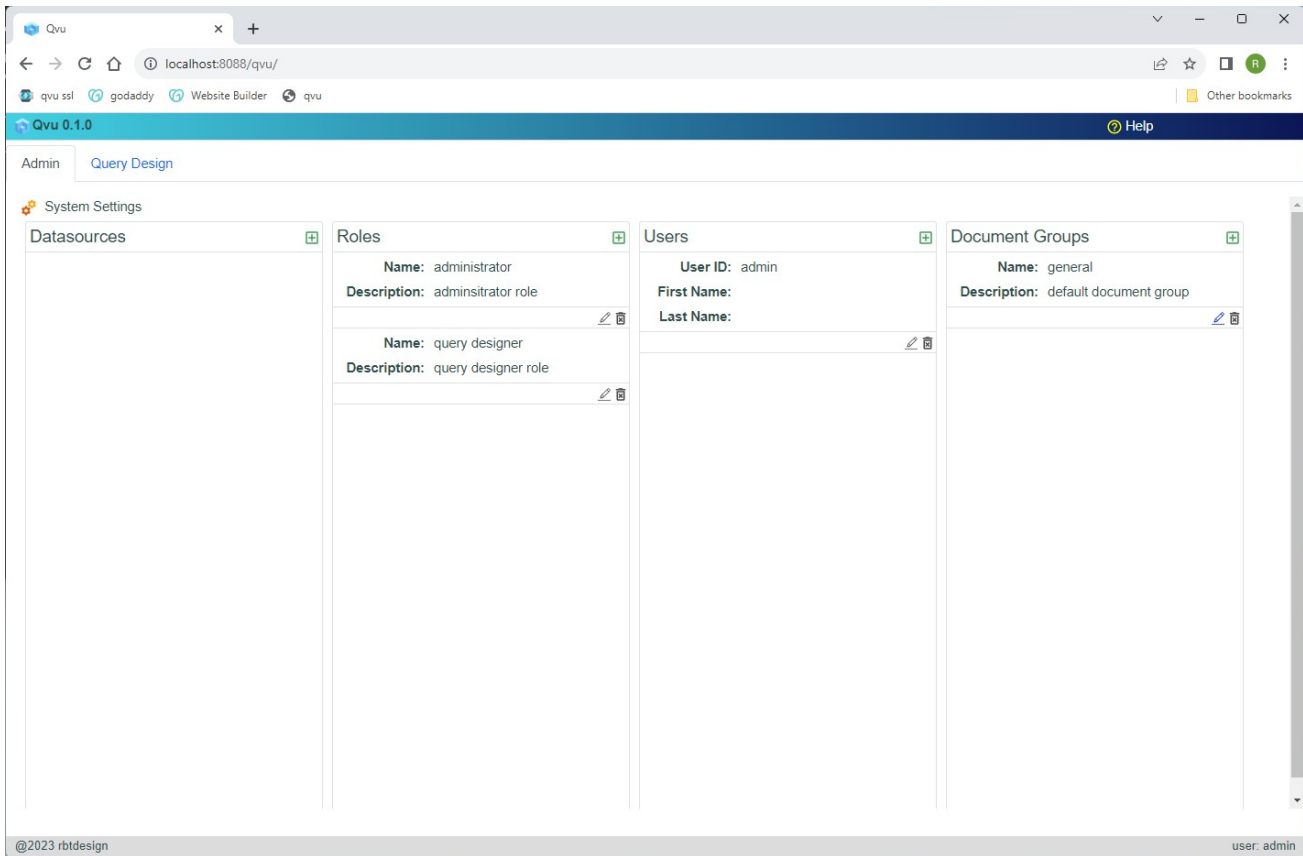 Qvu
localhost:8088/qvu/
R
qvu ssl godaddy Website Builder qvu Other bookmarks
Qvu 0.1.0 Help
Admin Query Design
System Settings
Datasources Roles Users Document Groups
Name: administrator User ID: admin Name: general
Description: adminsitrator role First Name: Description: default document group
Last Name:
Name: query designer
Description: query designer role
@2023 rbtdesign user: admin